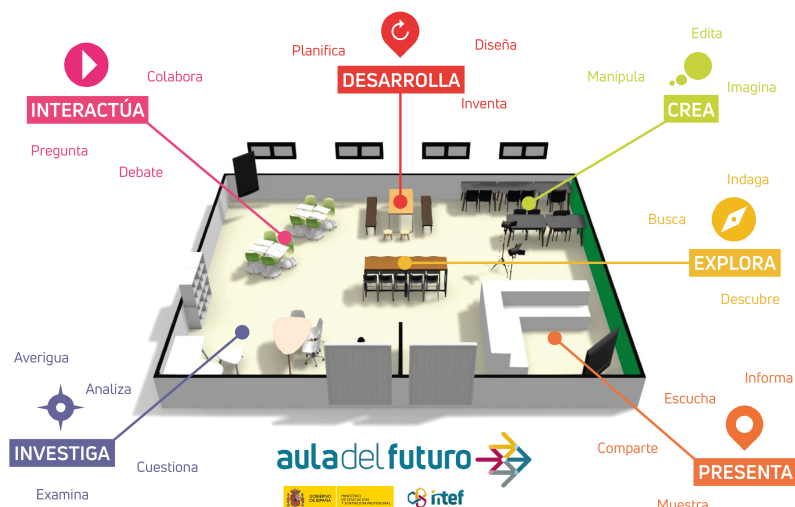 Planifica
DESARROLLA
Diseña
Inventa
Edita
Manipula
Imagina
CREA
Colabora
INTERACTÚA
Pregunta
Debate
Indaga
Busca
EXPLORA
Descubre
Averigua
Analiza
INVESTIGA
Cuestiona
Examina
Informa
Escucha
Comparte
PRESENTA
Muestra
aula del futuro
GOBIERNO
DE ESPAÑA
MINISTERIO
DE EDUCACIÓN
Y FORMACIÓN PROFESIONAL
intef